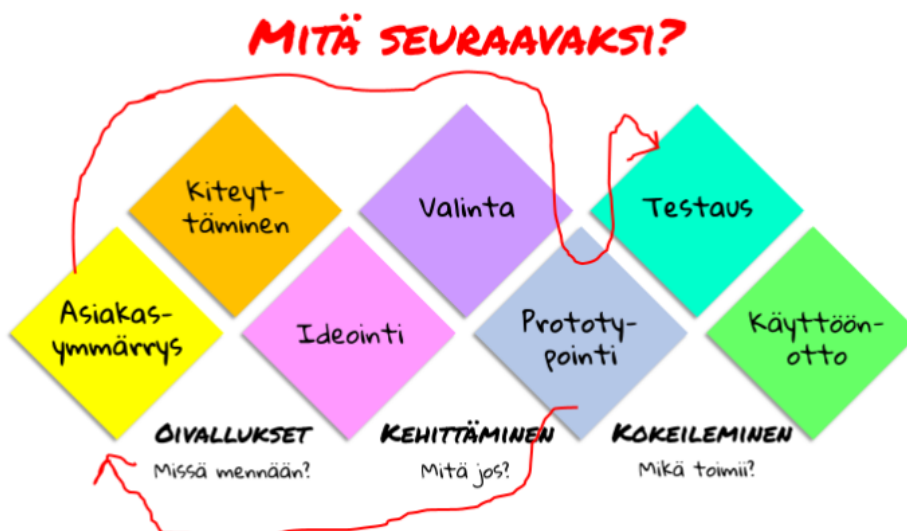 MITÄ SEURAAVAKSI?
Kiteyt-
täminen
Valinta
Testaus
Asiakas-
ymmärrys
Ideointi
Prototy-
pointi
Käyttöön-
otto
OIVALLUKSET
Missä mennään?
KEHITTÄMINEN
Mitä jos?
KOKEILEMINEN
Mikä toimii?